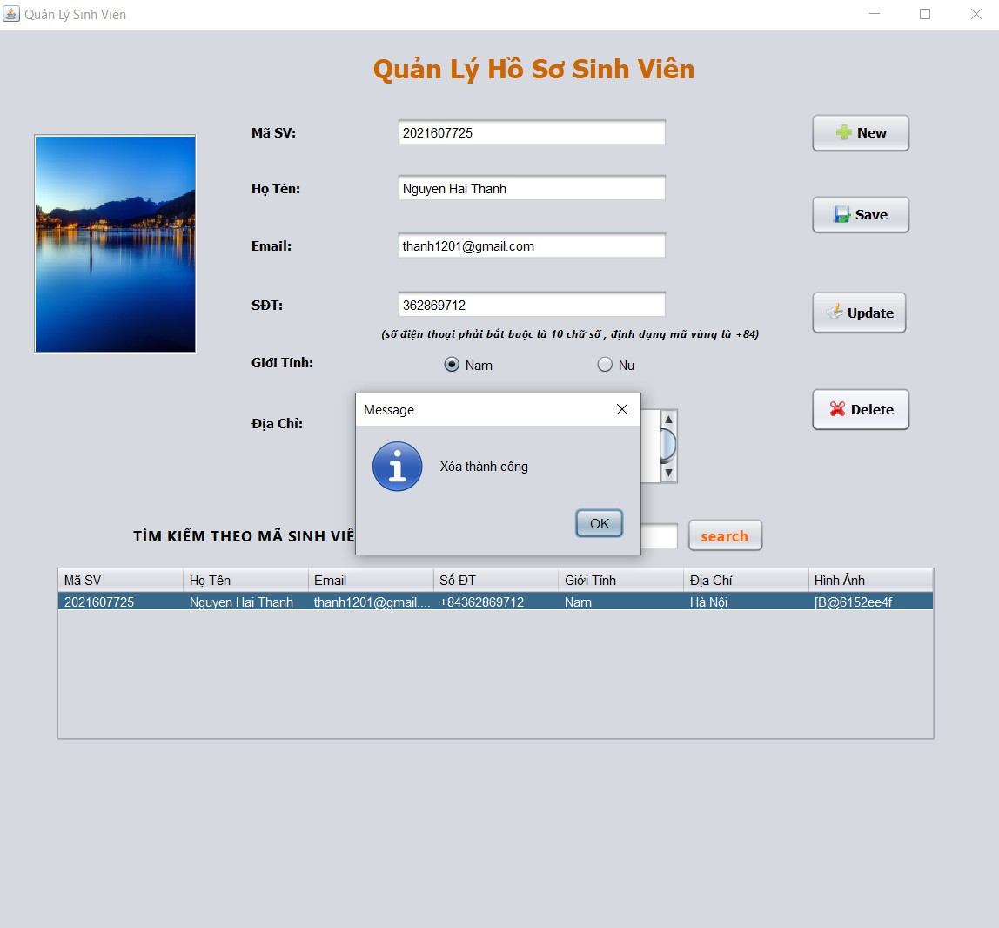 Quản Lý Sinh Viên
Quản Lý Hồ Sơ Sinh Viên
Mã SV: 2021607725 New
Họ Tên: Nguyen Hai Thanh
Save
Email: thanh1201@gmail.com
SĐT: 362869712 Update
(số điện thoại phải bắt buộc là 10 chữ số , định dạng mã vùng là +84)
Giới Tính: Nam Nu
Message
Địa Chỉ: Delete
Xóa thành công
OK
TÌM KIẾM THEO MÃ SINH VIÊ search
Mã SV Họ Tên Email Số ĐT Giới Tính Địa Chỉ Hình Ảnh
2021607725 Nguyen Hai Thanh thanh1201@gmail.... +84362869712 Nam Hà Nội [B@6152ee4f